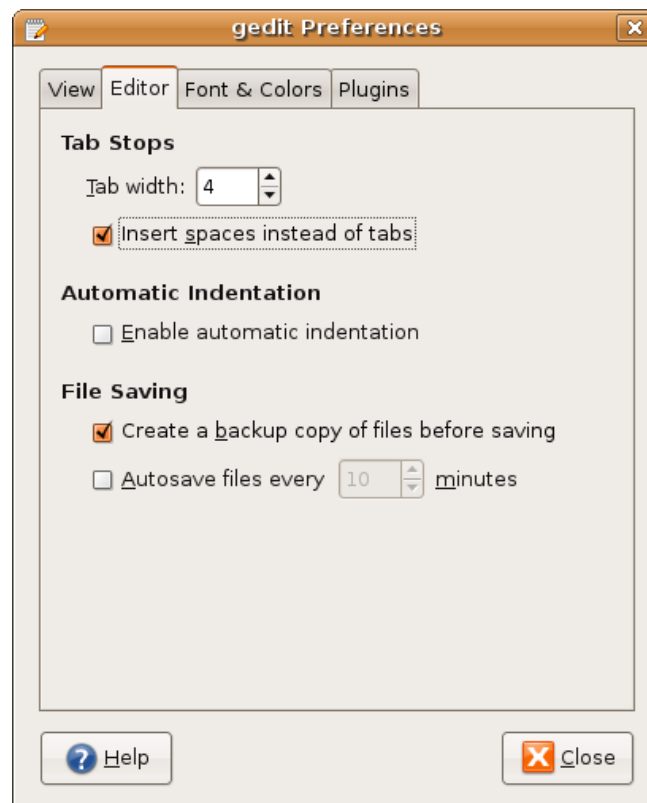 gedit Preferences
View Editor Font & Colors Plugins
Tab Stops
Tab width: 4
Insert spaces instead of tabs
Automatic Indentation
Enable automatic indentation
File Saving
Create a backup copy of files before saving
Autosave files every 10 minutes
Help Close